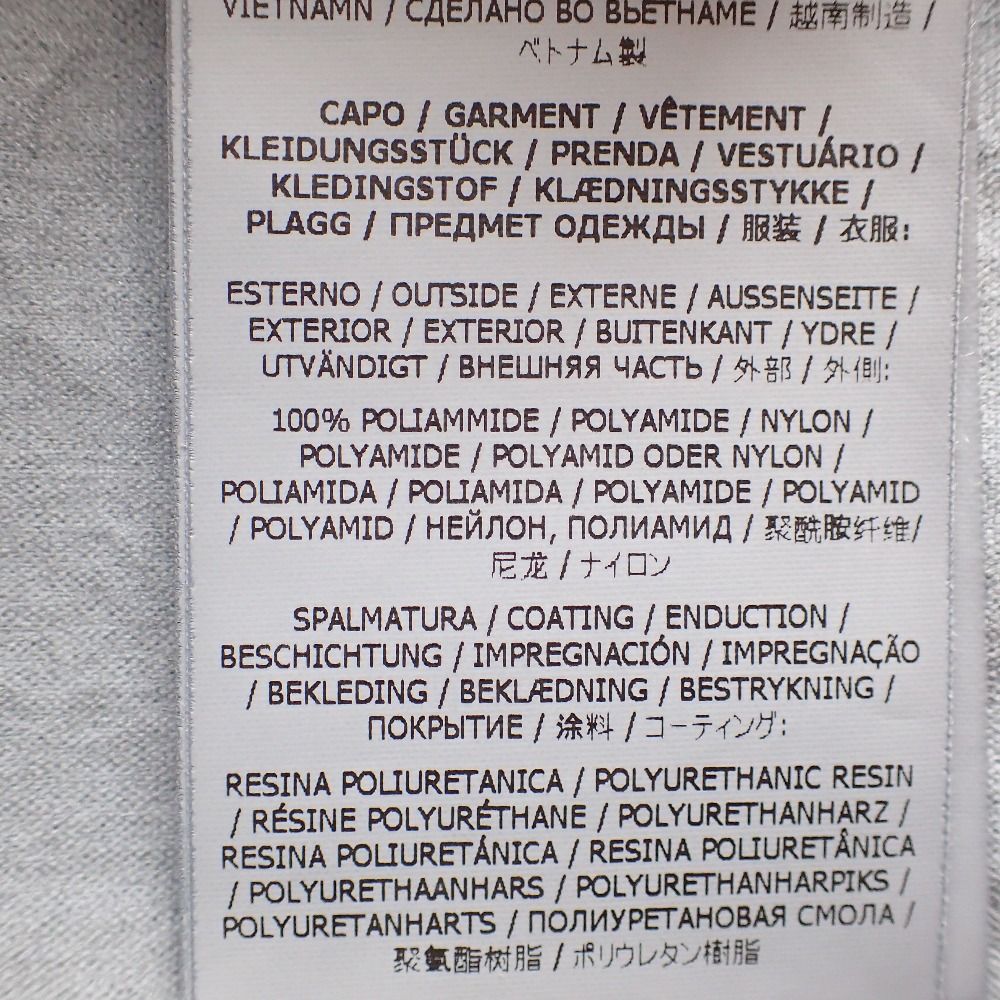 VIETNAMN / СДЕЛАНО ВО ВЬЕТНАМЕ / 越南制造 /
ベトナム製
CAPO / GARMENT / VÊTEMENT /
KLEIDUNGSSTÜCK / PRENDA / VESTUÁRIO /
KLEDINGSTOF / KLÆDNINGSSTYKKE /
PLAGG / ПРЕДМЕТ ОДЕЖДЫ / 服装 / 衣服:
ESTERNO / OUTSIDE / EXTERNE / AUSSENSEITE /
EXTERIOR / EXTERIOR / BUITENKANT / YDRE /
UTVÄNDIGT / ВНЕШНЯЯ ЧАСТЬ / 外部 / 外側:
100% POLIAMMIDE / POLYAMIDE / NYLON /
POLYAMIDE / POLYAMID ODER NYLON /
POLIAMIDA / POLIAMIDA / POLYAMIDE / POLYAMID
/ POLYAMID / НЕЙЛОН, ПОЛИАМИД / 聚酰胺纤维/
尼龙 / ナイロン
SPALMATURA / COATING / ENDUCTION /
BESCHICHTUNG / IMPREGNACIÓN / IMPREGNAÇÃO
/ BEKLEDING / BEKLÆDNING / BESTRYKNING /
ПОКРЫТИЕ / 涂料 / コーティング:
RESINA POLIURETANICA / POLYURETHANIC RESIN
/ RÉSINE POLYURÉTHANE / POLYURETHANHARZ /
RESINA POLIURETÁNICA / RESINA POLIURETÂNICA
/ POLYURETHAANHARS / POLYURETHANHARPIKS /
POLYURETANHARTS / ПОЛИУРЕТАНОВАЯ СМОЛА /
聚氨酯树脂 / ポリウレタン樹脂